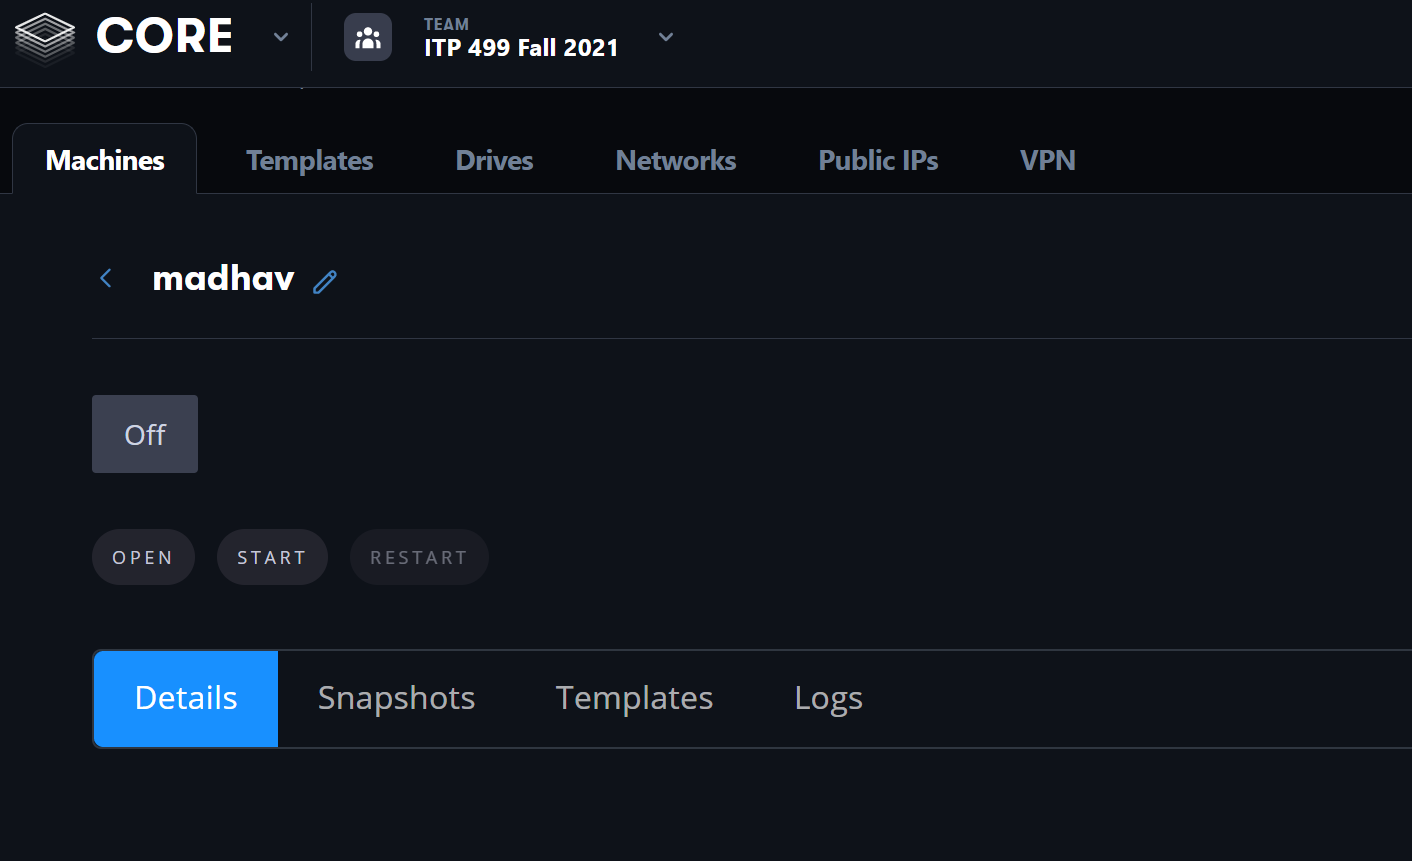 CORE
TEAM
ITP 499 Fall 2021
Machines Templates Drives Networks Public IPs VPN
madhav
Off
OPEN START RESTART
Details Snapshots Templates Logs